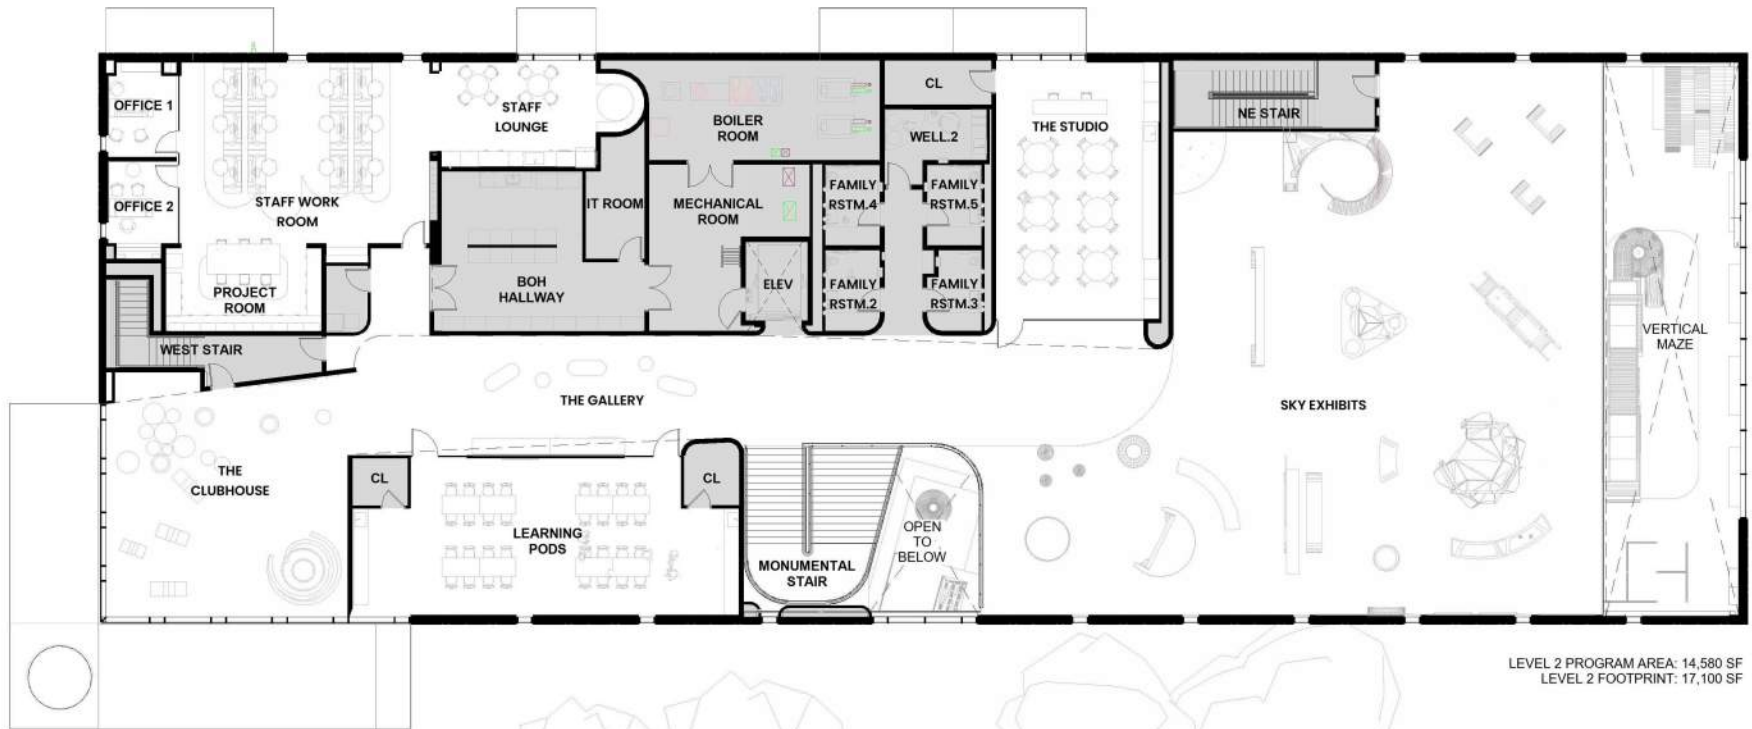 OFFICE 1
STAFF
LOUNGE
BOILER
ROOM
CL
WELL.2
THE STUDIO
NE STAIR
OFFICE 2
STAFF WORK
ROOM
IT ROOM
MECHANICAL
ROOM
FAMILY
RSTM.4
FAMILY
RSTM.5
PROJECT
ROOM
BOH
HALLWAY
ELEV
FAMILY
RSTM.2
FAMILY
RSTM.3
WEST STAIR
VERTICAL
MAZE
THE GALLERY
SKY EXHIBITS
THE
CLUBHOUSE
CL
CL
LEARNING
PODS
OPEN
TO
BELOW
MONUMENTAL
STAIR
LEVEL 2 PROGRAM AREA: 14,580 SF
LEVEL 2 FOOTPRINT: 17,100 SF